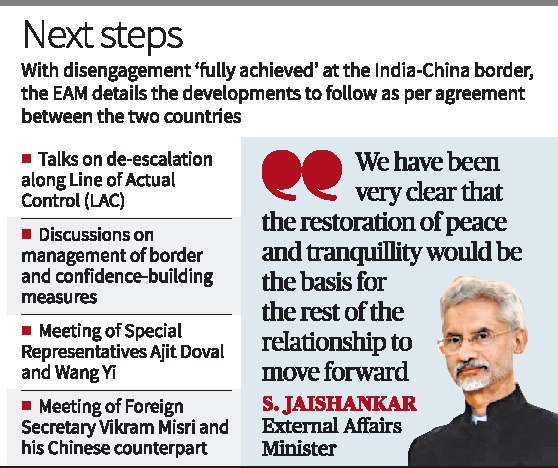 Next steps
With disengagement ‘fully achieved’ at the India-China border,
the EAM details the developments to follow as per agreement
between the two countries
■ Talks on de-escalation
along Line of Actual
Control (LAC)
■ Discussions on
management of border
and confidence-building
measures
■ Meeting of Special
Representatives Ajit Doval
and Wang Yi
■ Meeting of Foreign
Secretary Vikram Misri and
his Chinese counterpart
We have been
very clear that
the restoration of peace
and tranquillity would be
the basis for
the rest of the
relationship to
move forward
S. JAISHANKAR
External Affairs
Minister